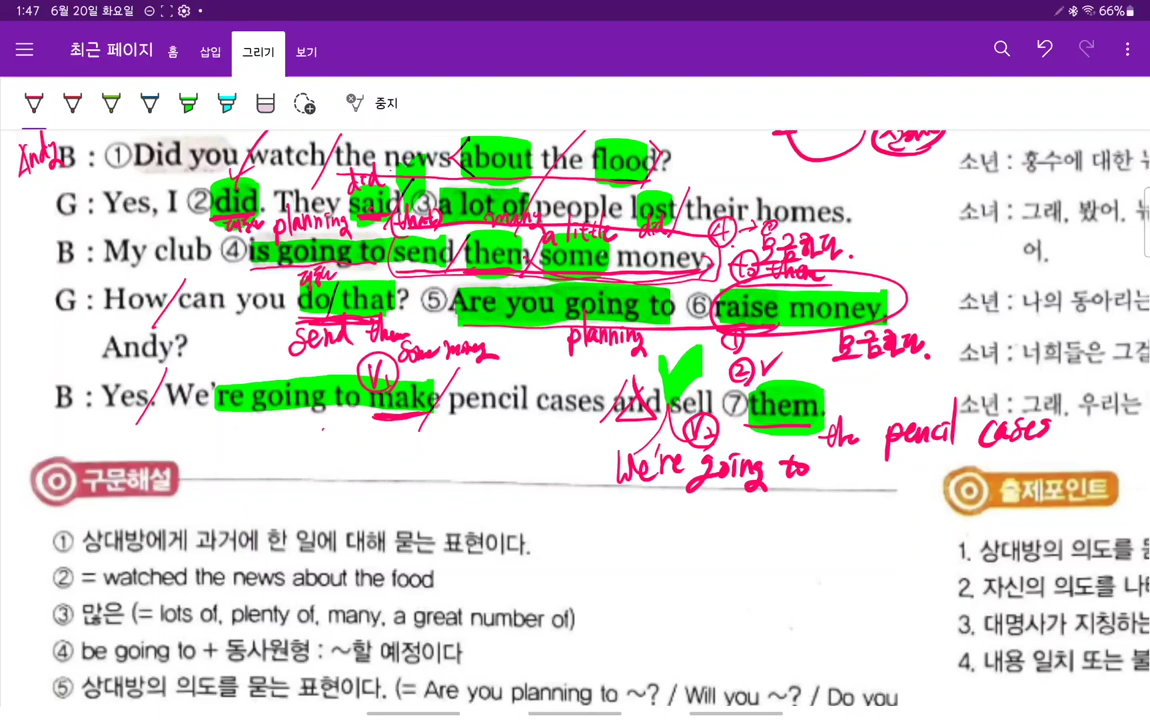 1:47 6월 20일 화요일 66%
최근 페이지 홈 삽입 그리기 보기
중지
Andy B : ①Did you watch the news about the flood? 소년 : 홍수에 대한 뉴
did
G : Yes, I ②did. They said ③a lot of people lost their homes. 소녀 : 그래, 봤어. 뉴
planning (that) many a little did ④ 모금하다. 어.
B : My club ④is going to send them some money. to them
G : How can you do/that? ⑤Are you going to ⑥raise money, 소년 : 나의 동아리는
send them some money planning ① 모금하다.
Andy? 소녀 : 너희들은 그걸
V1 ②
B : Yes. We're going to make pencil cases and sell ⑦them. 소년 : 그래, 우리는
V2 the pencil cases
We're going to
구문해설 출제포인트
① 상대방에게 과거에 한 일에 대해 묻는 표현이다. 1. 상대방의 의도를 묻
② = watched the news about the food 2. 자신의 의도를 나타
③ 많은 (= lots of, plenty of, many, a great number of) 3. 대명사가 지칭하는
④ be going to + 동사원형 : ~할 예정이다 4. 내용 일치 또는 불
⑤ 상대방의 의도를 묻는 표현이다. (= Are you planning to ~? / Will you ~? / Do you